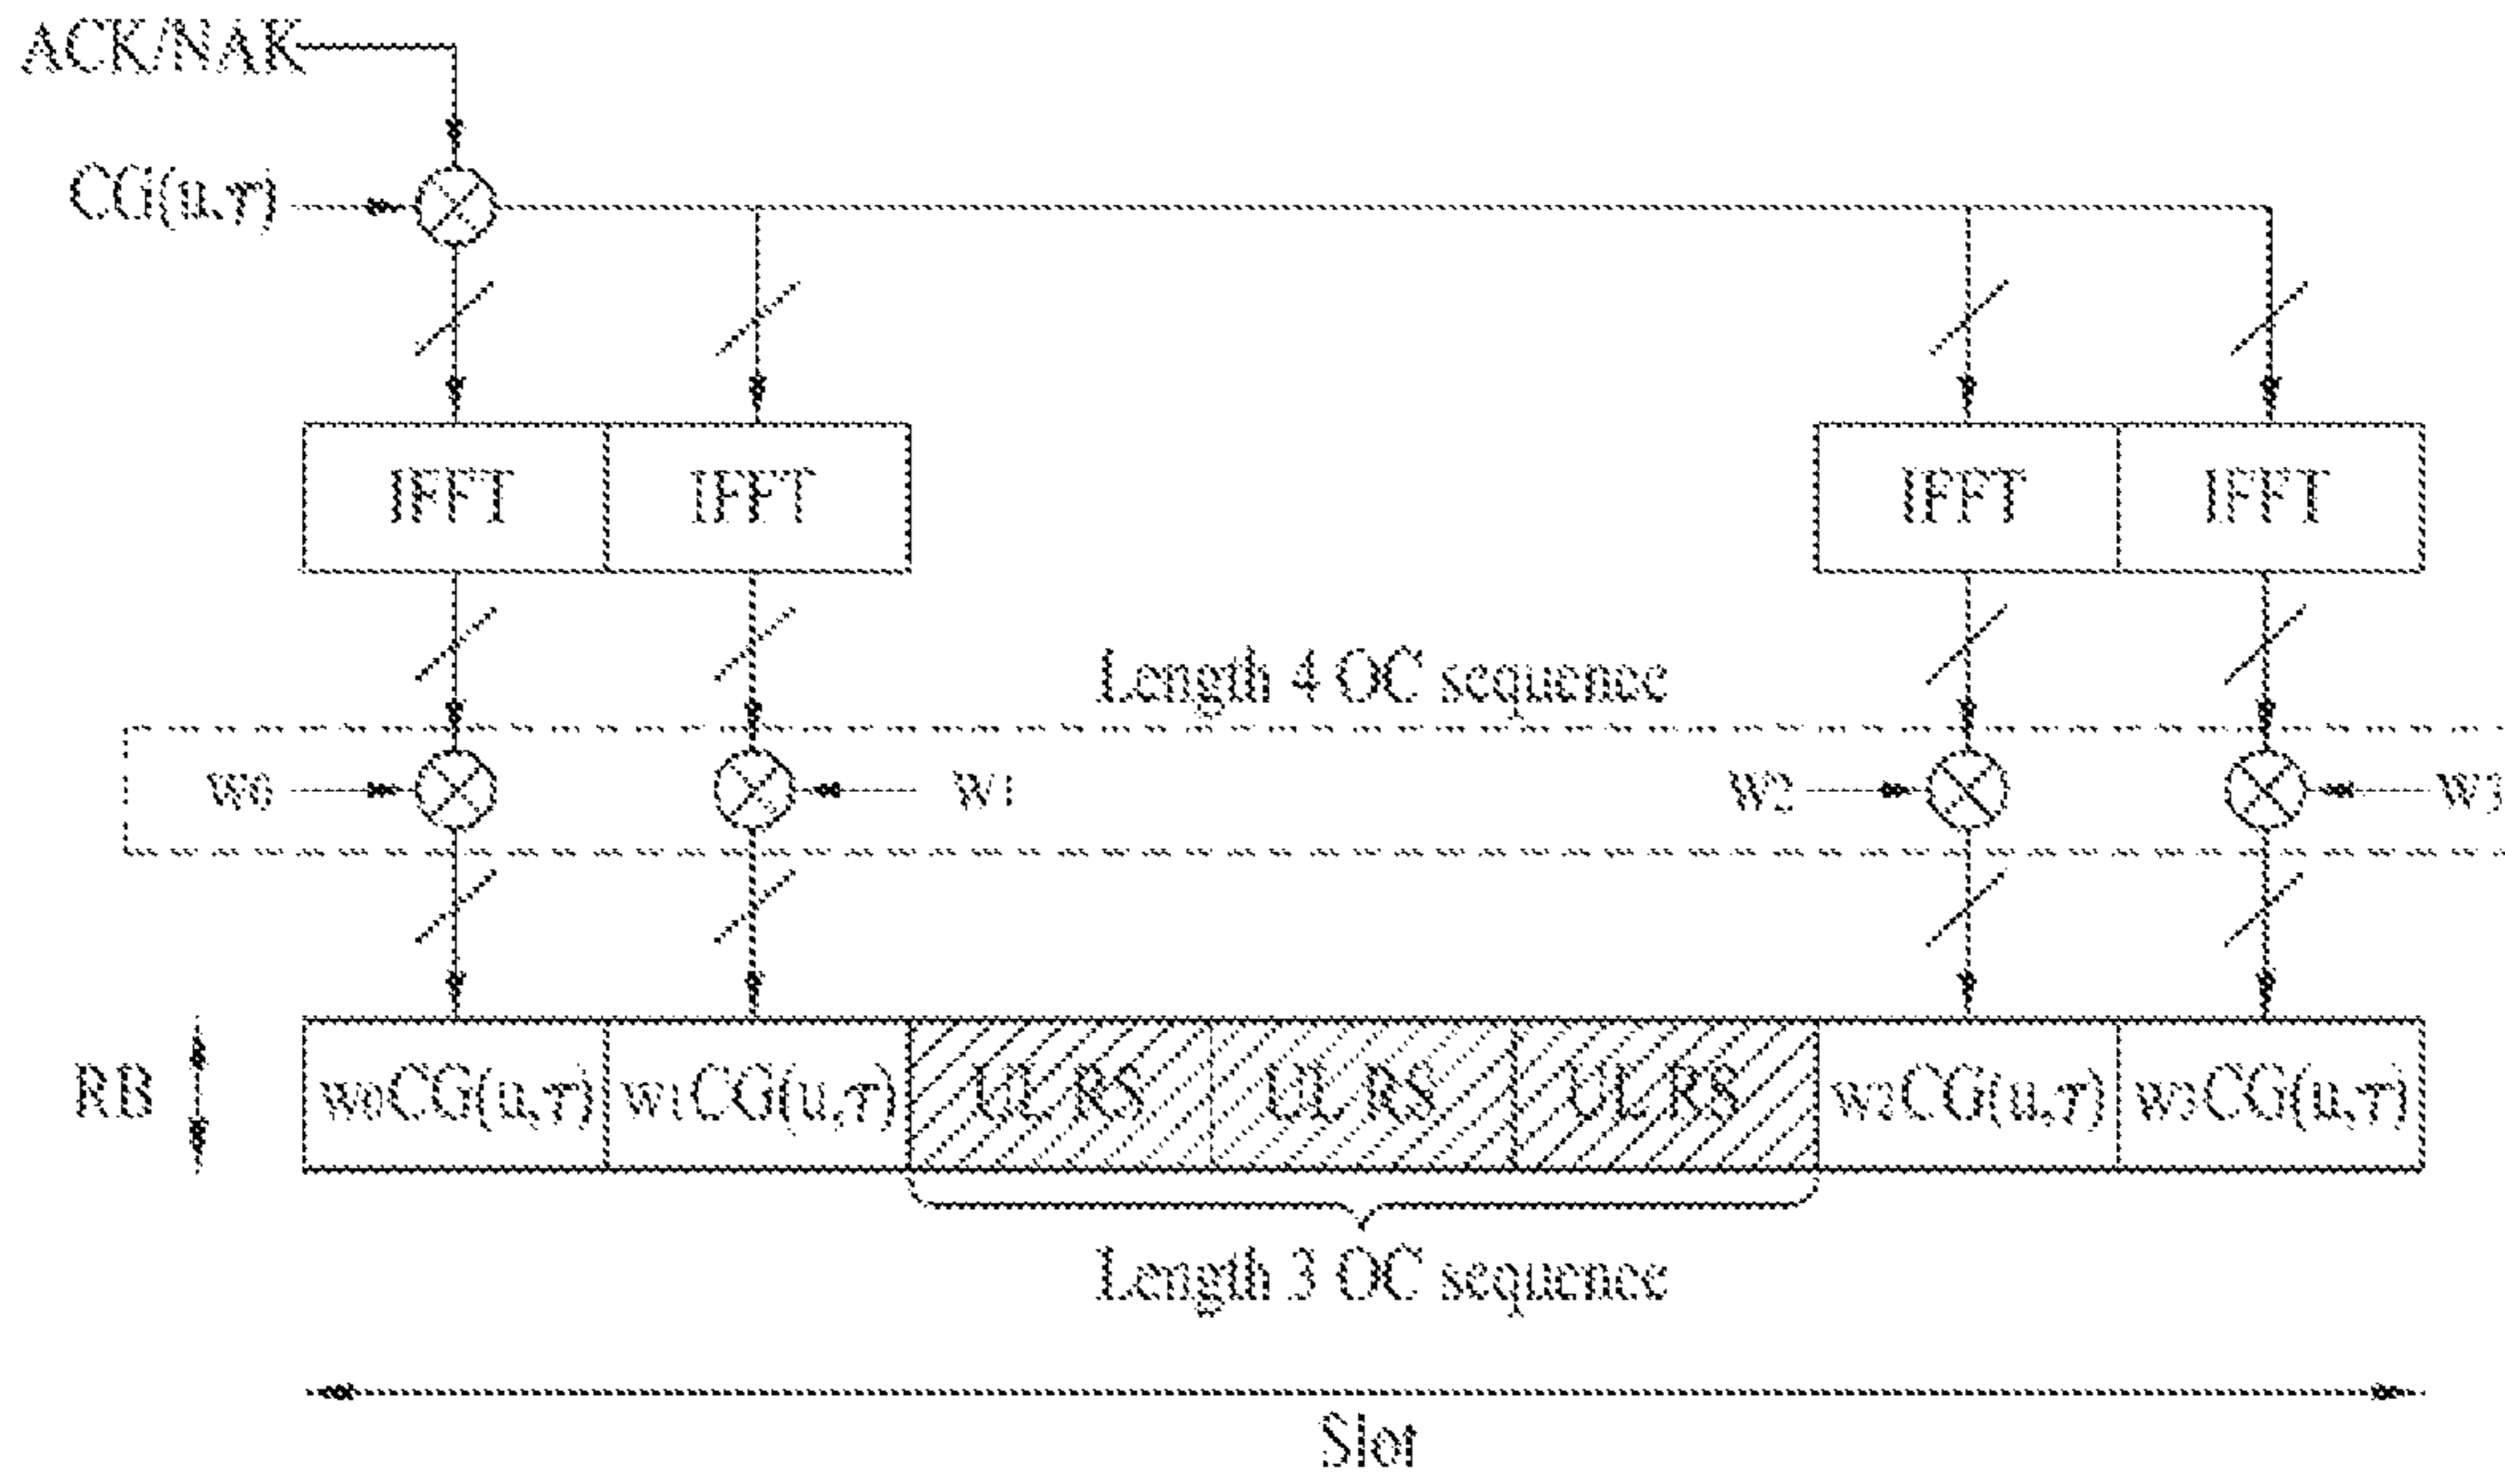 ACK/NAK
CG(u,τ)
IFFT IFFT IFFT IFFT
Length 4 OC sequence
W0 W1 W2 W3
RB w0CG(u,τ) w1CG(u,τ) UL RS UL RS UL RS w2CG(u,τ) w3CG(u,τ)
Length 3 OC sequence
Slot